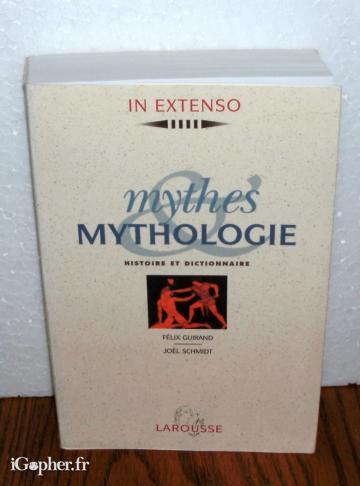 IN EXTENSO
mythes
&
MYTHOLOGIE
HISTOIRE ET DICTIONNAIRE
FÉLIX GUIRAND
JOËL SCHMIDT
LAROUSSE
iGopher.fr